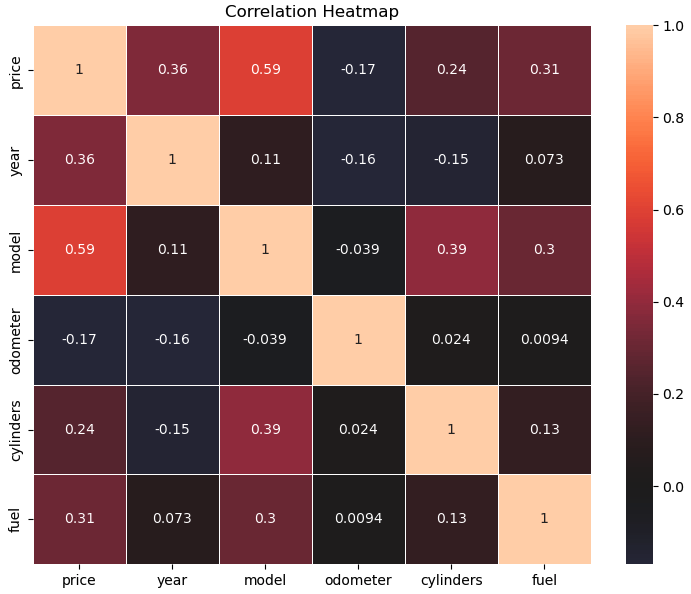 Correlation Heatmap
price 1 0.36 0.59 -0.17 0.24 0.31
year 0.36 1 0.11 -0.16 -0.15 0.073
model 0.59 0.11 1 -0.039 0.39 0.3
odometer -0.17 -0.16 -0.039 1 0.024 0.0094
cylinders 0.24 -0.15 0.39 0.024 1 0.13
fuel 0.31 0.073 0.3 0.0094 0.13 1
price year model odometer cylinders fuel
1.0
0.8
0.6
0.4
0.2
0.0